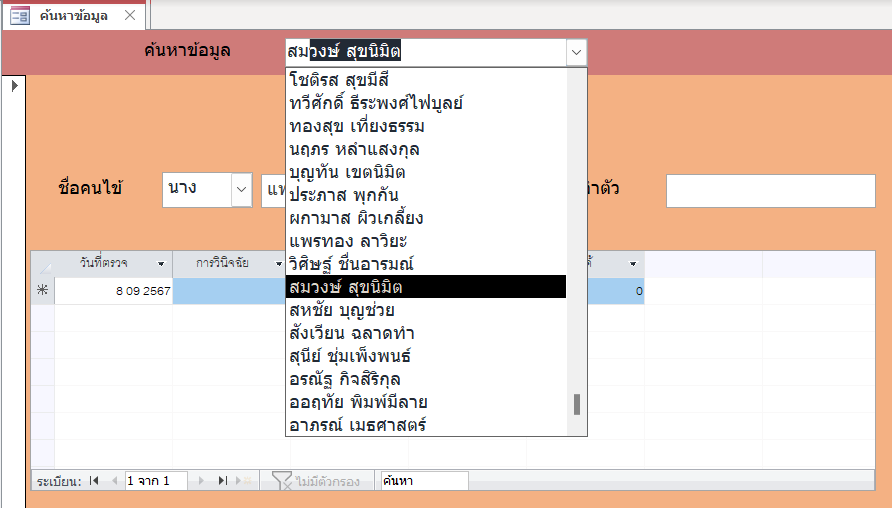 ค้นหาข้อมูล
ค้นหาข้อมูล
สมวงษ์ สุขนิมิต
โชติรส สุขมีสี
ทวีศักดิ์ ธีระพงศ์ไพบูลย์
ทองสุข เที่ยงธรรม
นฤภร หล่ำแสงกุล
บุญทัน เขตนิมิต
ประภาส พุกกัน
ผกามาส ผิวเกลี้ยง
แพรทอง ลาวิยะ
วิศิษฐ์ ชื่นอารมณ์
สมวงษ์ สุขนิมิต
สหชัย บุญช่วย
สังเวียน ฉลาดทำ
สุนีย์ ชุ่มเพ็งพนธ์
อรณัฐ กิจสิริกุล
ออฤทัย พิมพ์มีลาย
อาภรณ์ เมธศาสตร์
ชื่อคนไข้ นาง
วันที่ตรวจ การวินิจฉัย
8 09 2567 0
ระเบียน: 1 จาก 1 ไม่มีตัวกรอง ค้นหา